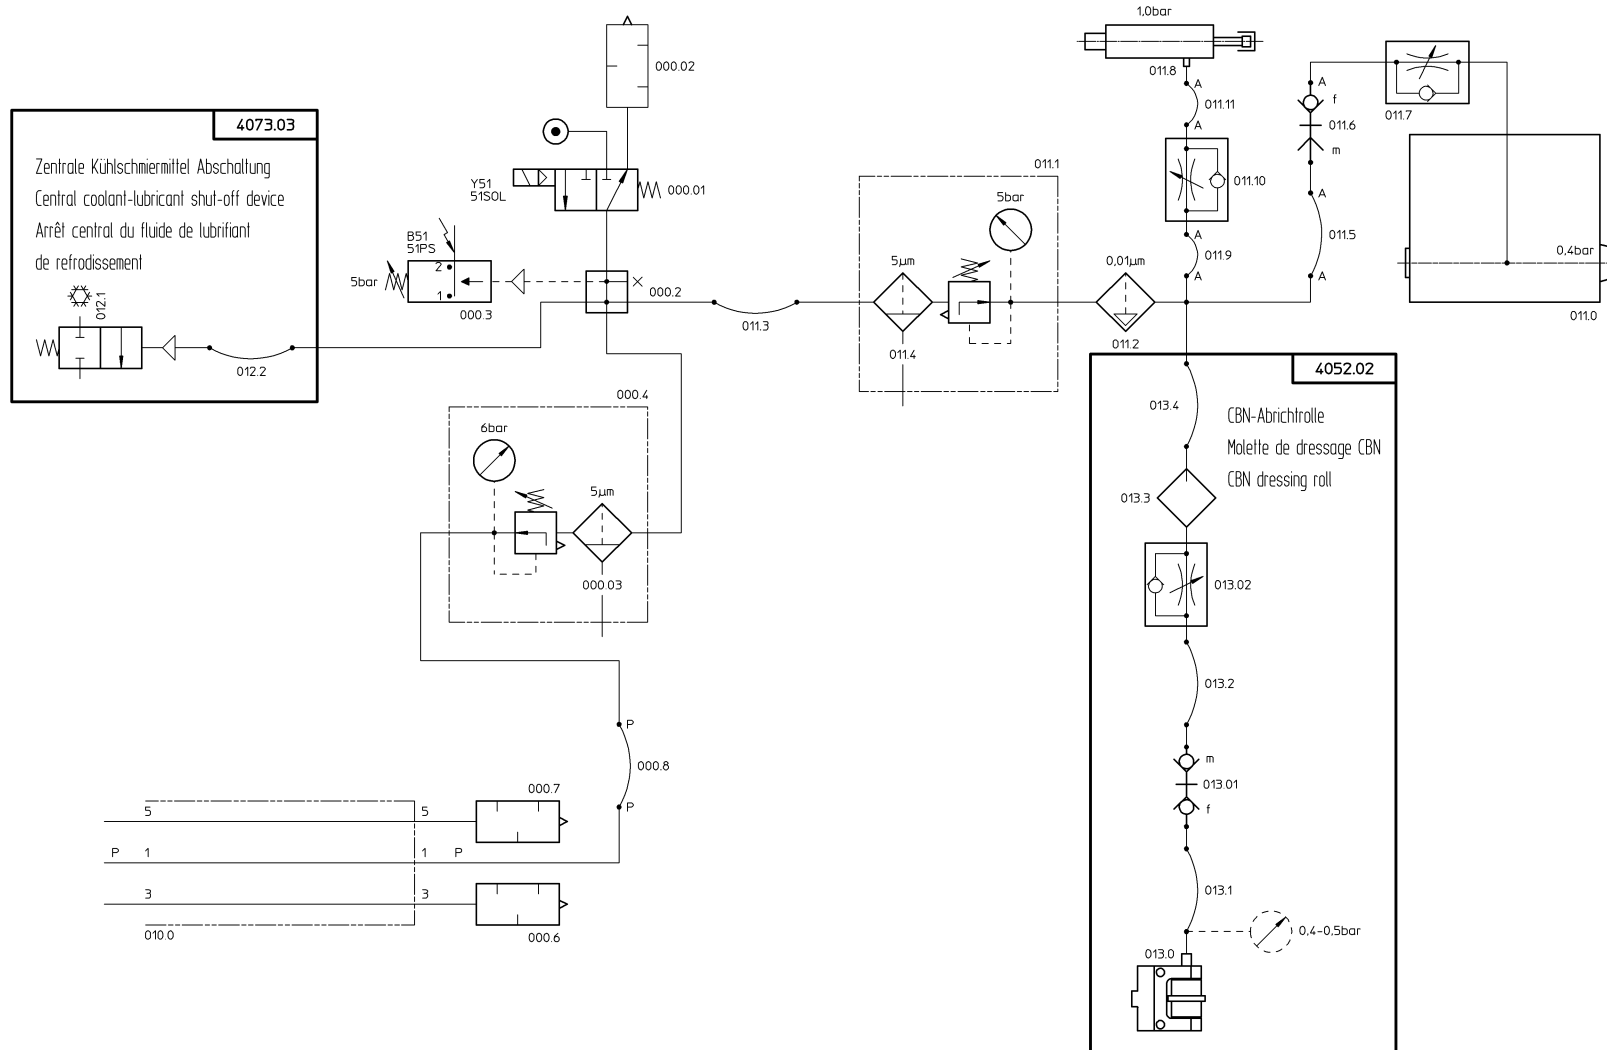 1,0bar
000.02
011.8
A
011.11
A
A
f
011.6
m
011.7
4073.03
Zentrale Kühlschmiermittel Abschaltung
Central coolant-lubricant shut-off device
Arrêt central du fluide de lubrifiant
de refrodissement
012.1
012.2
Y51
51SOL
000.01
B51
51PS
2
1
5bar
000.3
000.2
011.3
011.1
5bar
5µm
011.4
0,01µm
011.2
011.10
A
011.9
A
A
011.5
A
0,4bar
011.0
000.4
6bar
5µm
000.03
4052.02
CBN-Abrichtrolle
Molette de dressage CBN
CBN dressing roll
013.4
013.3
013.02
013.2
m
013.01
f
013.1
0,4-0,5bar
013.0
P
000.8
P
000.7
5
5
P
1
1
P
3
3
010.0
000.6